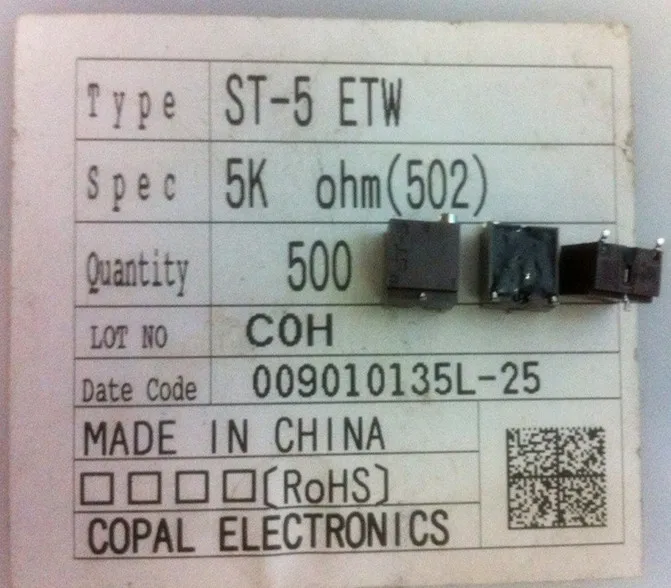 Type ST-5 ETW
Spec 5K ohm(502)
Quantity 500
LOT NO COH
Date Code 009010135L-25
MADE IN CHINA
□□□□(RoHS)
COPAL ELECTRONICS